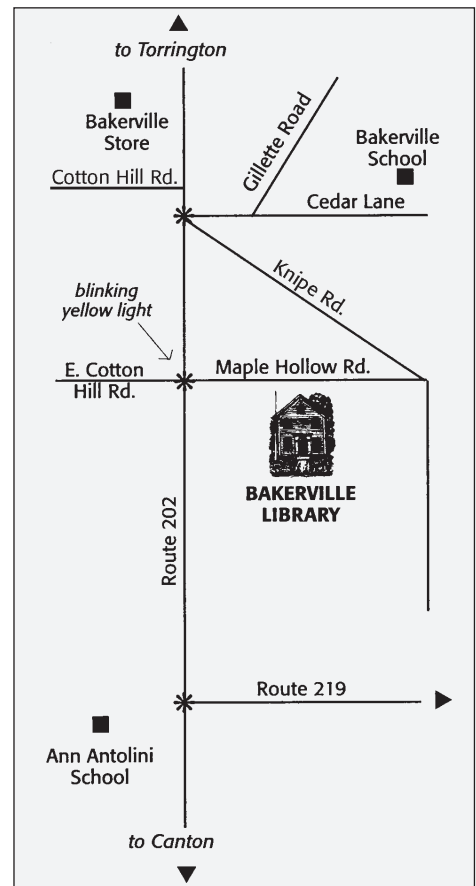 to Torrington
Bakerville
Store
Gillette Road
Bakerville
School
Cotton Hill Rd.
Cedar Lane
Knipe Rd.
blinking
yellow light
E. Cotton
Hill Rd.
Maple Hollow Rd.
BAKERVILLE
LIBRARY
Route 202
Route 219
Ann Antolini
School
to Canton